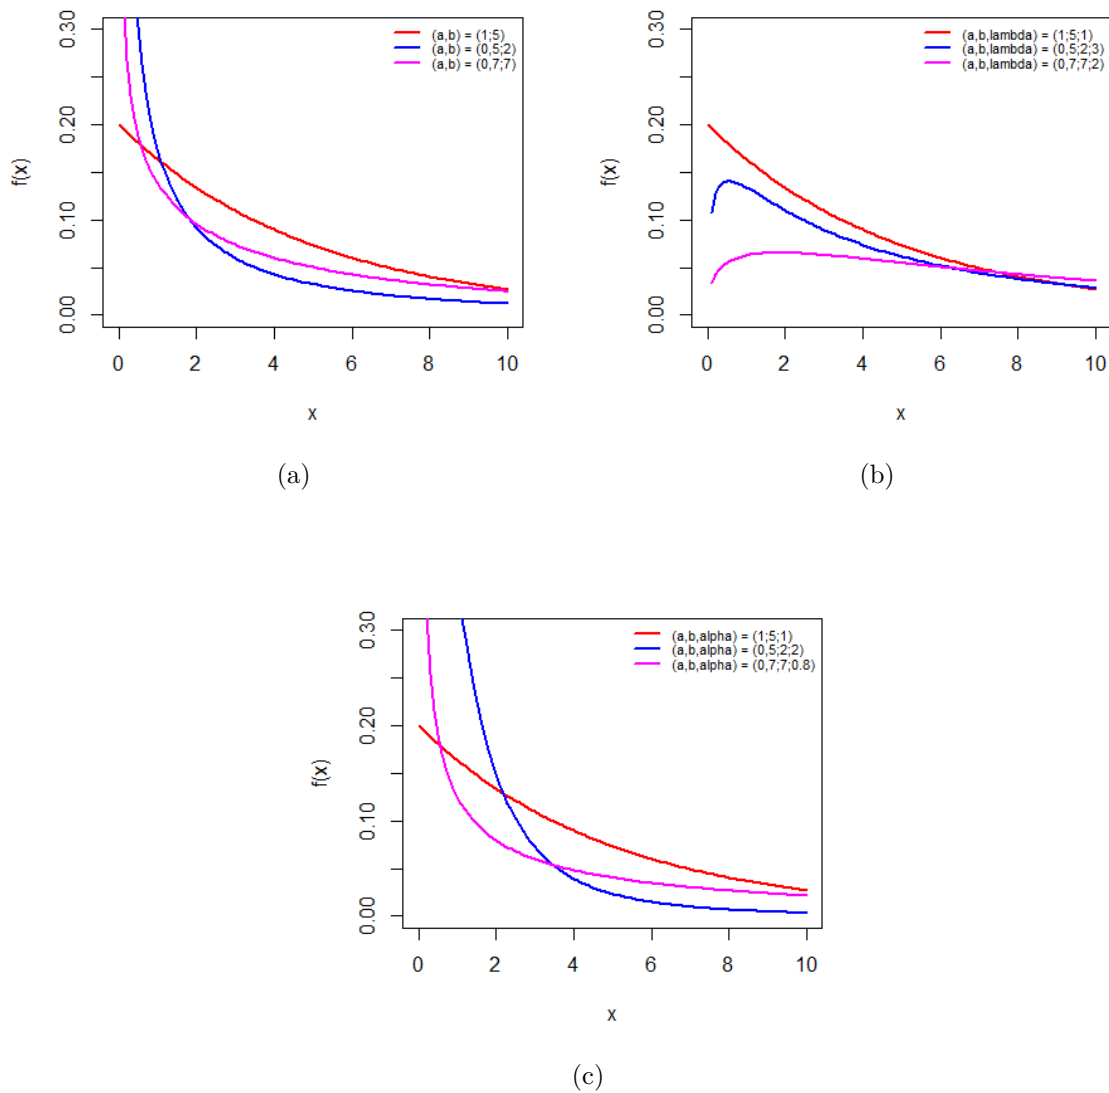 (a,b) = (1;5)
(a,b) = (0,5;2)
(a,b) = (0,7;7)
0.30
0.20
0.10
0.00
f(x)
0 2 4 6 8 10
x
(a)
(a,b,lambda) = (1;5;1)
(a,b,lambda) = (0,5;2;3)
(a,b,lambda) = (0,7;7;2)
0.30
0.20
0.10
0.00
f(x)
0 2 4 6 8 10
x
(b)
(a,b,alpha) = (1;5;1)
(a,b,alpha) = (0,5;2;2)
(a,b,alpha) = (0,7;7;0.8)
0.30
0.20
0.10
0.00
f(x)
0 2 4 6 8 10
x
(c)